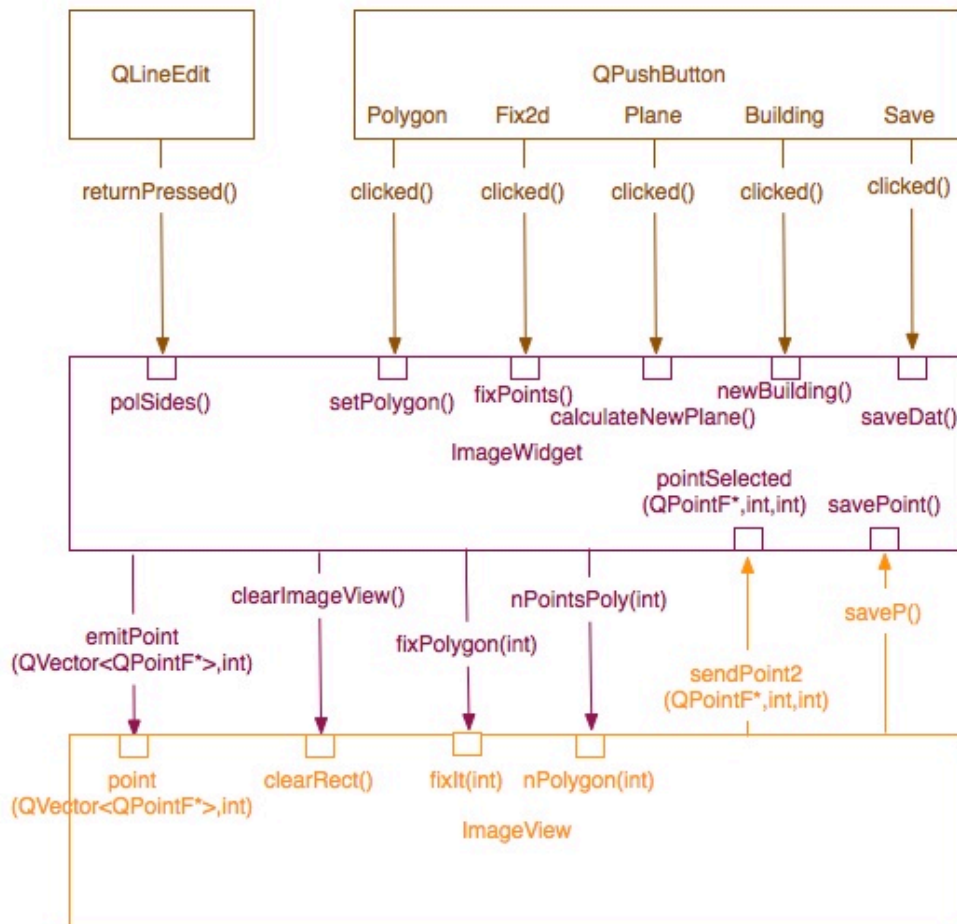 QLineEdit
QPushButton
Polygon Fix2d Plane Building Save
returnPressed() clicked() clicked() clicked() clicked() clicked()
polSides() setPolygon() fixPoints() calculateNewPlane() newBuilding() saveDat()
ImageWidget
pointSelected
(QPointF*,int,int)
savePoint()
emitPoint
(QVector<QPointF*>,int)
clearImageView()
fixPolygon(int)
nPointsPoly(int)
sendPoint2
(QPointF*,int,int)
saveP()
point
(QVector<QPointF*>,int)
clearRect()
fixIt(int)
nPolygon(int)
ImageView